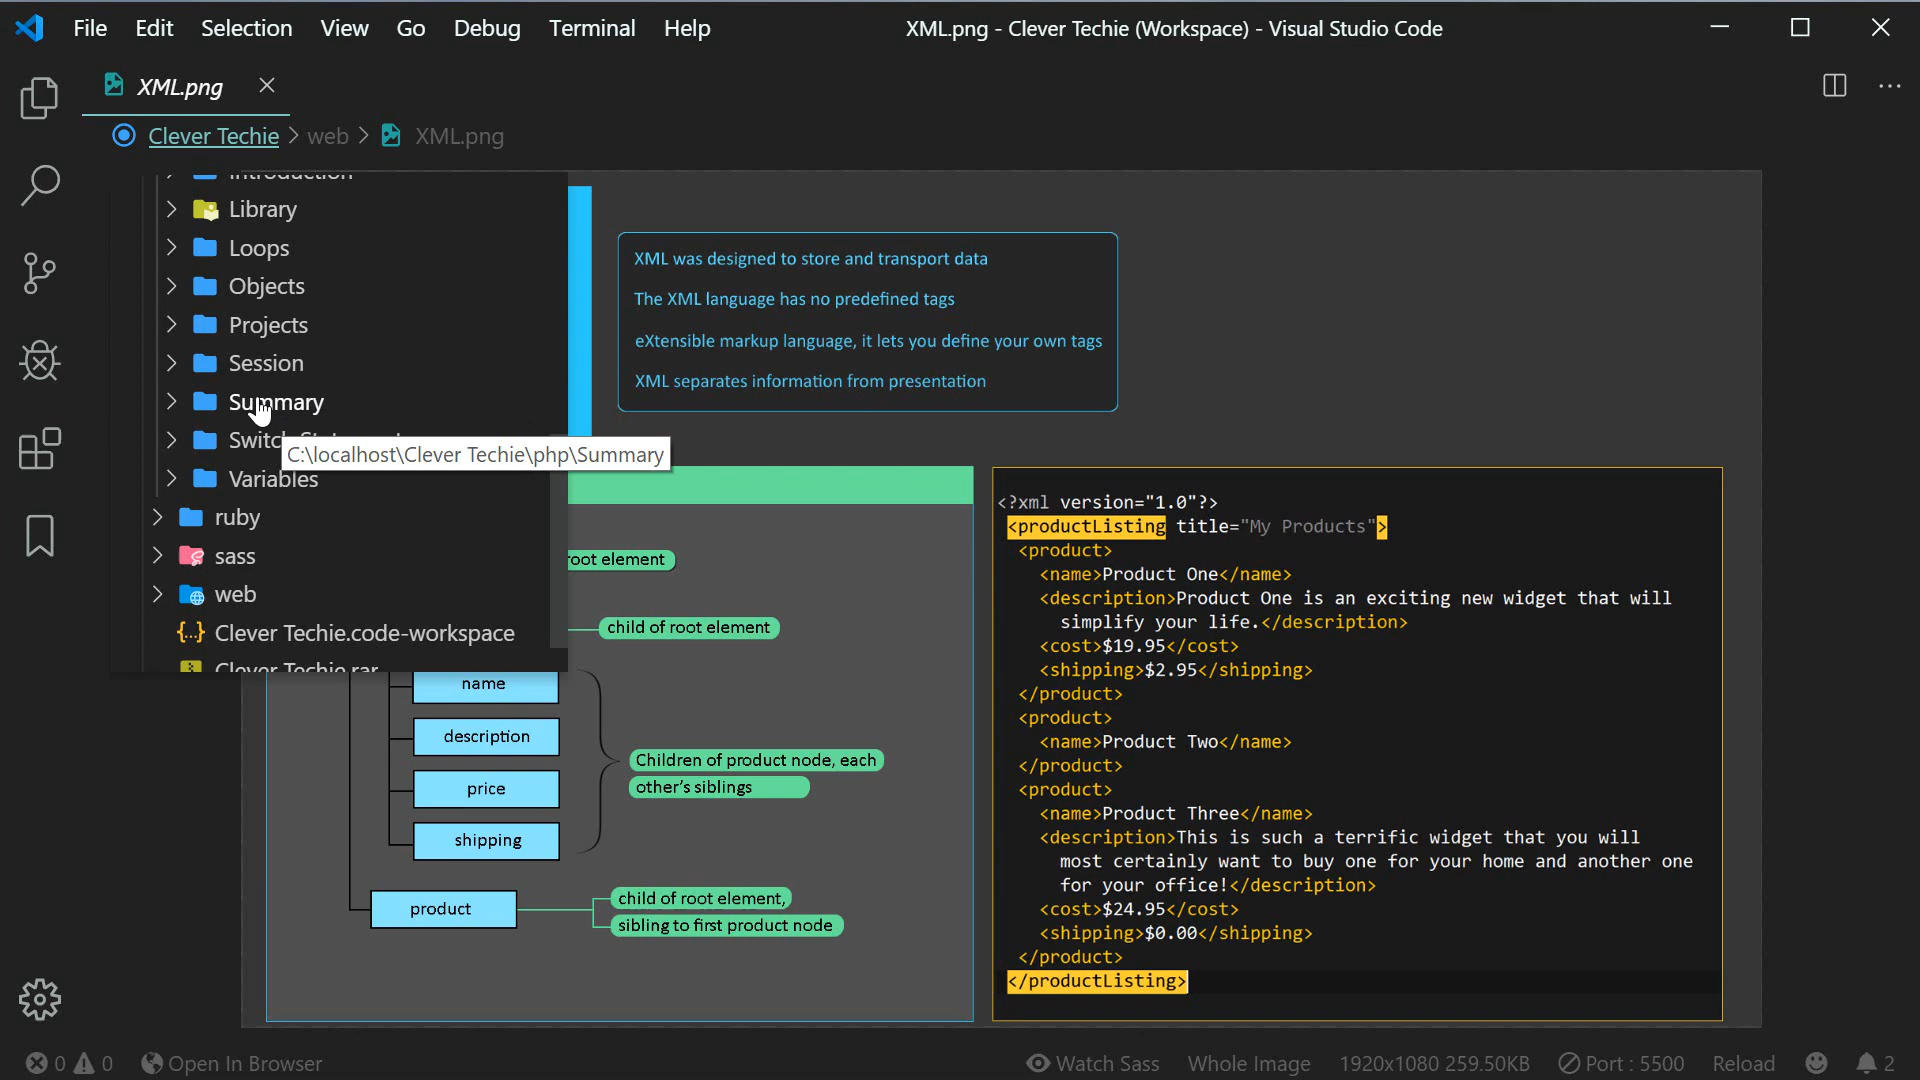 File Edit Selection View Go Debug Terminal Help
XML.png - Clever Techie (Workspace) - Visual Studio Code
XML.png
Clever Techie > web > XML.png
Introduction
Library
Loops
Objects
Projects
Session
Summary
Switch
C:\localhost\Clever Techie\php\Summary
Variables
ruby
sass
web
{..} Clever Techie.code-workspace
Clever Techie.rar
XML was designed to store and transport data
The XML language has no predefined tags
eXtensible markup language, it lets you define your own tags
XML separates information from presentation
root element
child of root element
name
description
price
shipping
Children of product node, each
other's siblings
product
child of root element,
sibling to first product node
<?xml version="1.0"?>
<productListing title="My Products">
<product>
<name>Product One</name>
<description>Product One is an exciting new widget that will
simplify your life.</description>
<cost>$19.95</cost>
<shipping>$2.95</shipping>
</product>
<product>
<name>Product Two</name>
</product>
<product>
<name>Product Three</name>
<description>This is such a terrific widget that you will
most certainly want to buy one for your home and another one
for your office!</description>
<cost>$24.95</cost>
<shipping>$0.00</shipping>
</product>
</productListing>
0 0 Open In Browser
Watch Sass Whole Image 1920x1080 259.50KB Port : 5500 Reload 2